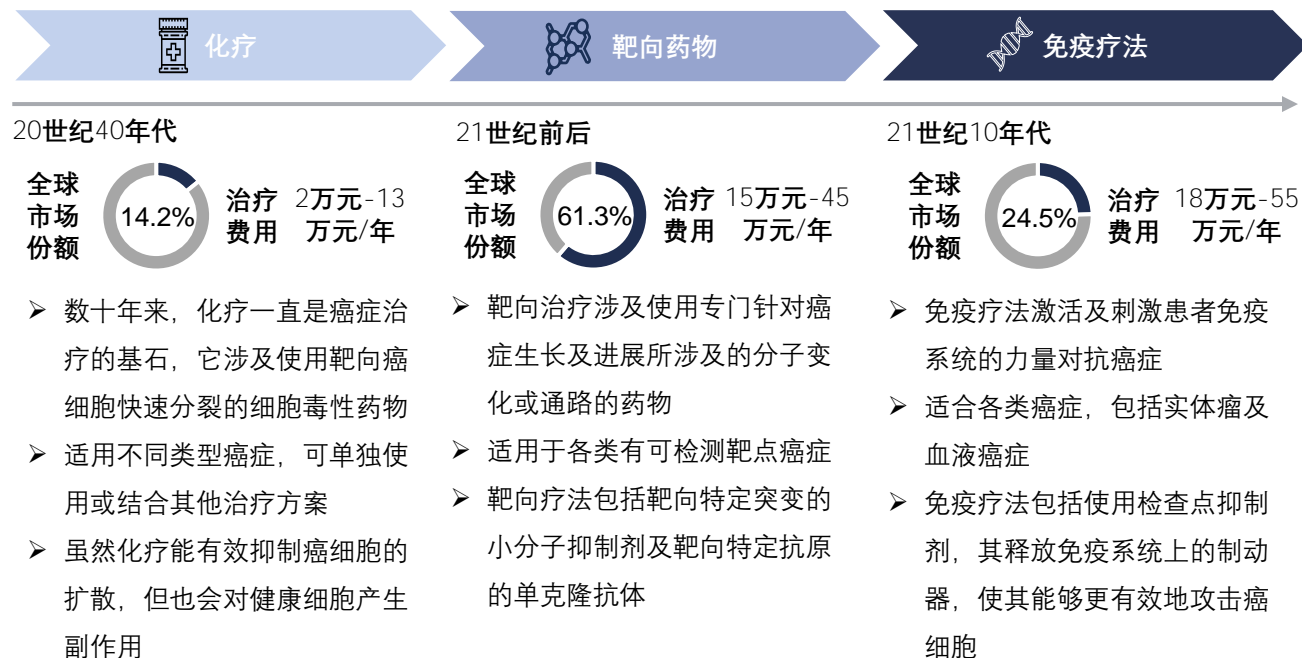 化疗
靶向药物
免疫疗法
20世纪40年代
全球
市场
份额
14.2%
治疗
费用
2万元-13
万元/年
数十年来，化疗一直是癌症治
疗的基石，它涉及使用靶向癌
细胞快速分裂的细胞毒性药物
适用不同类型癌症，可单独使
用或结合其他治疗方案
虽然化疗能有效抑制癌细胞的
扩散，但也会对健康细胞产生
副作用
21世纪前后
全球
市场
份额
61.3%
治疗
费用
15万元-45
万元/年
靶向治疗涉及使用专门针对癌
症生长及进展所涉及的分子变
化或通路的药物
适用于各类有可检测靶点癌症
靶向疗法包括靶向特定突变的
小分子抑制剂及靶向特定抗原
的单克隆抗体
21世纪10年代
全球
市场
份额
24.5%
治疗
费用
18万元-55
万元/年
免疫疗法激活及刺激患者免疫
系统的力量对抗癌症
适合各类癌症，包括实体瘤及
血液癌症
免疫疗法包括使用检查点抑制
剂，其释放免疫系统上的制动
器，使其能够更有效地攻击癌
细胞